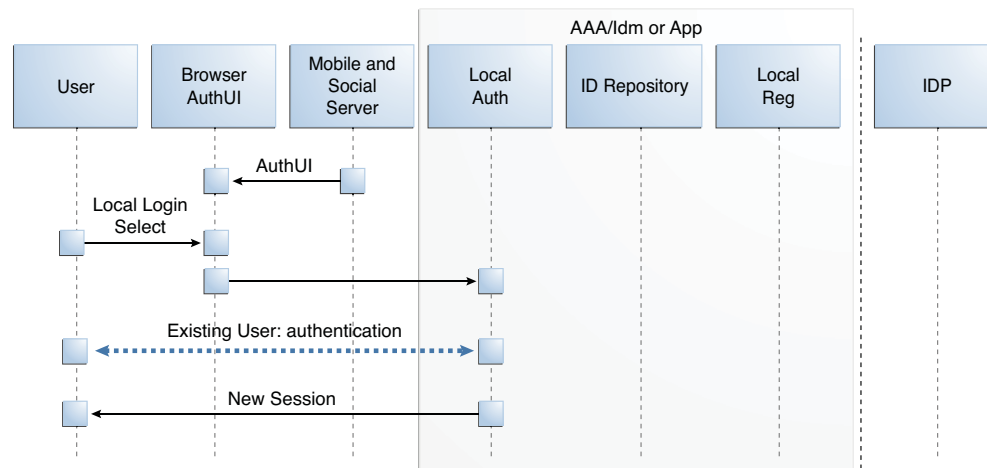 AAA/Idm or App
User
Browser
AuthUI
Mobile and
Social
Server
Local
Auth
ID Repository
Local
Reg
IDP
AuthUI
Local Login
Select
Existing User: authentication
New Session